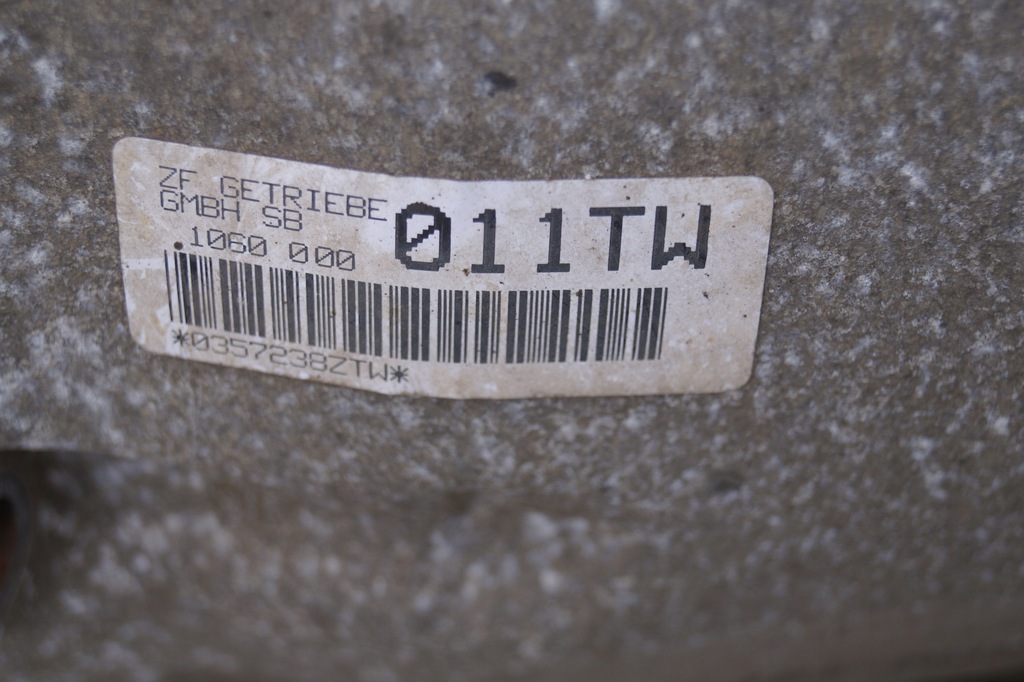 ZF GETRIEBE
GMBH SB
1060 000
011TW
*0357238ZTW*